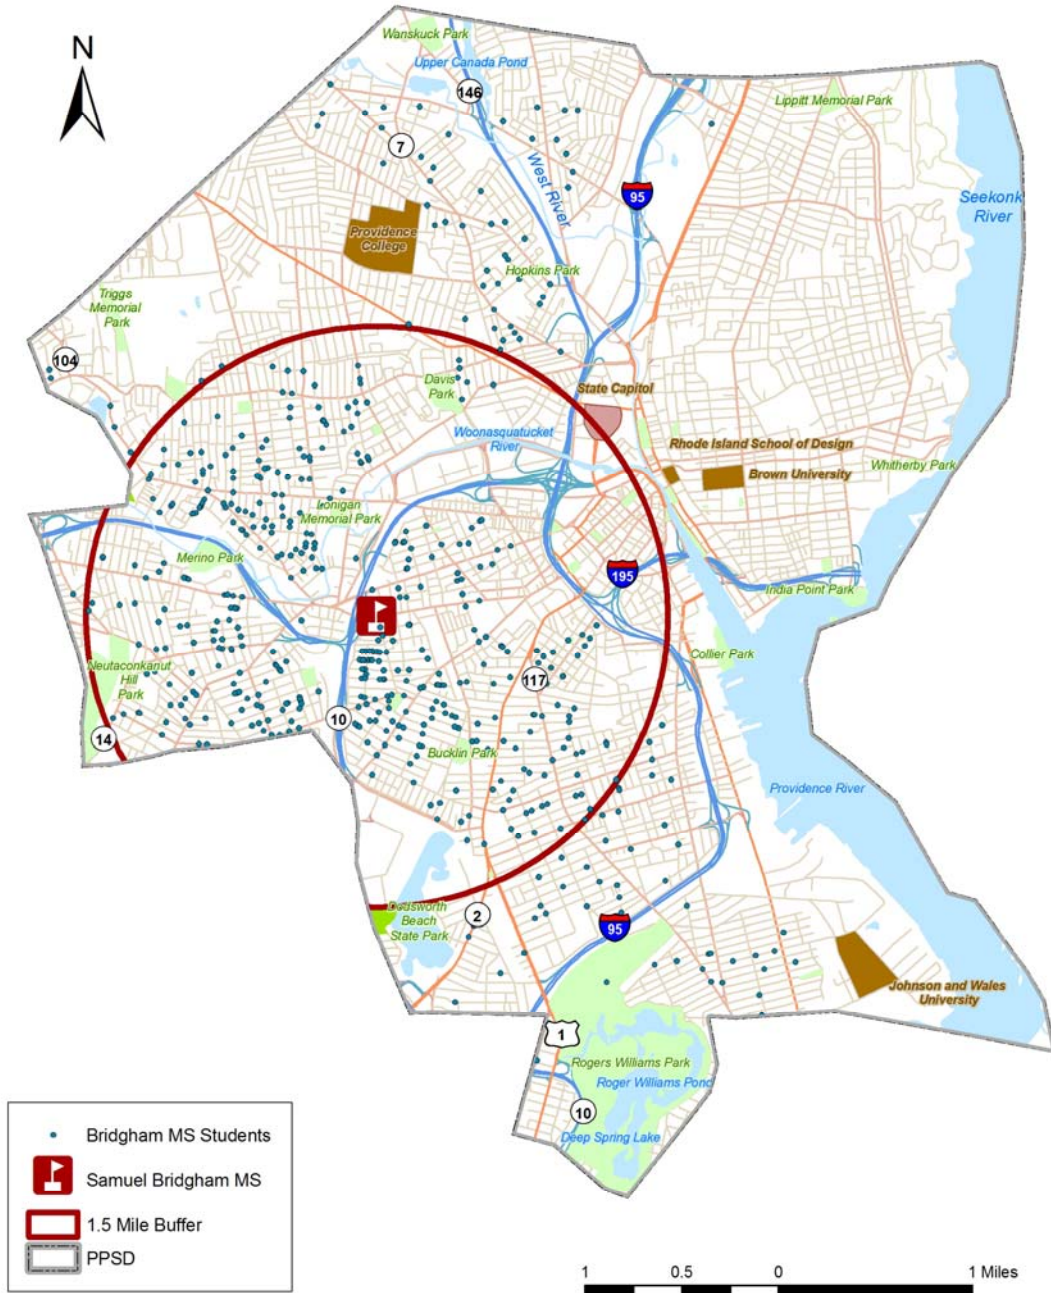 N
Wanskuck Park
Upper Canada Pond
146
Lippitt Memorial Park
7
West River
95
Seekonk
River
Providence
College
Hopkins Park
Triggs
Memorial
Park
104
Davis
Park
State Capitol
Woonasquatucket
River
Rhode Island School of Design
Brown University
Whitherby Park
Lonigan
Memorial Park
Merino Park
195
India Point Park
Collier Park
Neutaconkanut
Hill
Park
117
10
14
Bucklin Park
Providence River
Dodsworth
Beach
State Park
2
95
Johnson and Wales
University
1
Rogers Williams Park
Roger Williams Pond
10
Deep Spring Lake
Bridgham MS Students
Samuel Bridgham MS
1.5 Mile Buffer
PPSD
1 0.5 0 1 Miles